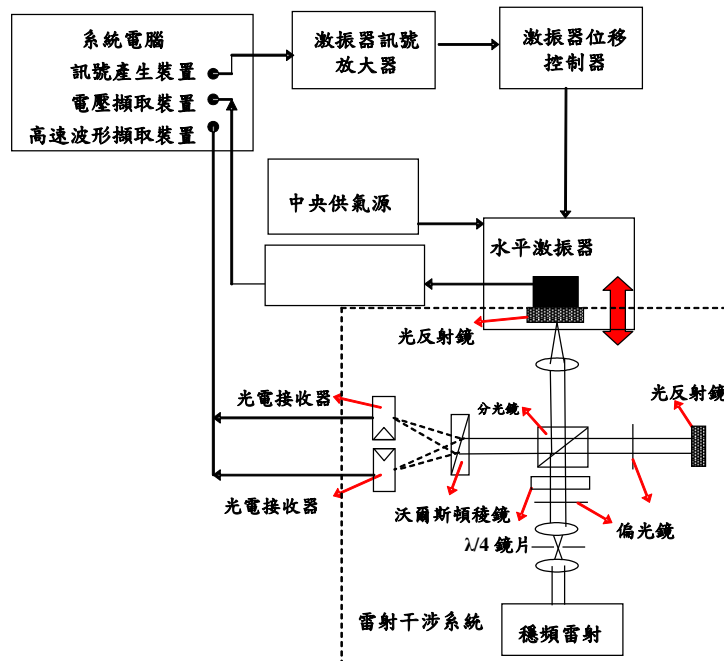 系統電腦
訊號產生裝置
電壓擷取裝置
高速波形擷取裝置
激振器訊號
放大器
激振器位移
控制器
中央供氣源
水平激振器
光反射鏡
光電接收器
分光鏡
光反射鏡
光電接收器
沃爾斯頓稜鏡
偏光鏡
λ/4 鏡片
雷射干涉系統
穩頻雷射